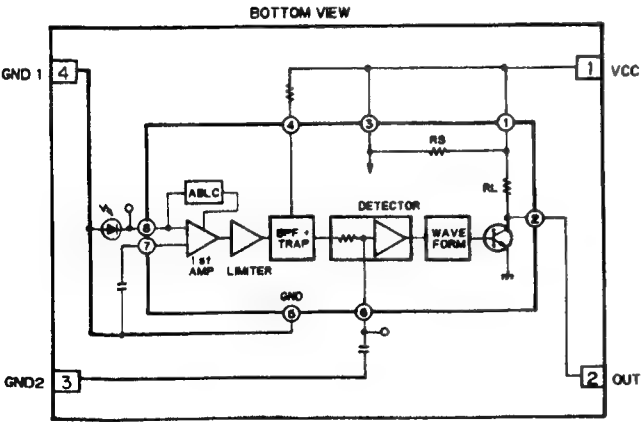 BOTTOM VIEW
GND 1
4
1
VCC
4
3
1
RS
RL
ABLC
DETECTOR
8
7
1st
AMP
LIMITER
BPF +
TRAP
WAVE
FORM
2
GND
5
6
GND2
3
2
OUT